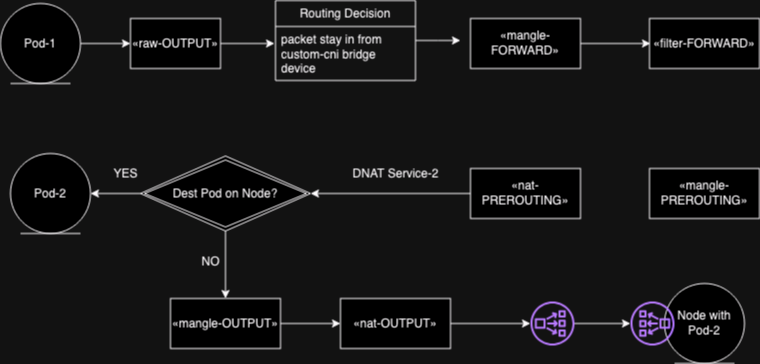 Pod-1
«raw-OUTPUT»
Routing Decision
packet stay in from
custom-cni bridge
device
«mangle-
FORWARD»
«filter-FORWARD»
Pod-2
YES
Dest Pod on Node?
DNAT Service-2
«nat-
PREROUTING»
«mangle-
PREROUTING»
NO
«mangle-OUTPUT»
«nat-OUTPUT»
Node with
Pod-2